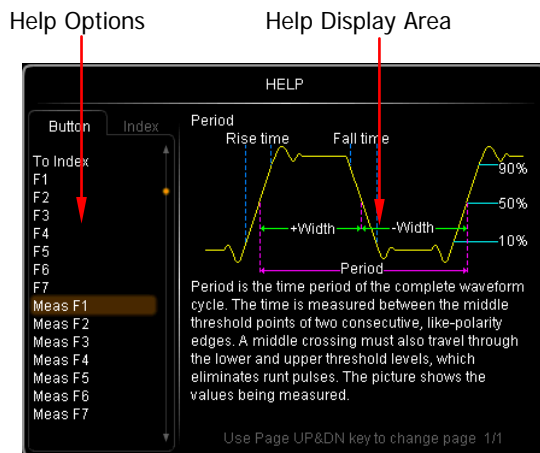 Help Options
Help Display Area
HELP
Button
Index
To Index
F1
F2
F3
F4
F5
F6
F7
Meas F1
Meas F2
Meas F3
Meas F4
Meas F5
Meas F6
Meas F7
Period
Rise time
Fall time
90%
50%
+Width
-Width
10%
Period
Period is the time period of the complete waveform
cycle. The time is measured between the middle
threshold points of two consecutive, like-polarity
edges. A middle crossing must also travel through
the lower and upper threshold levels, which
eliminates runt pulses. The picture shows the
values being measured.
Use Page UP&DN key to change page 1/1